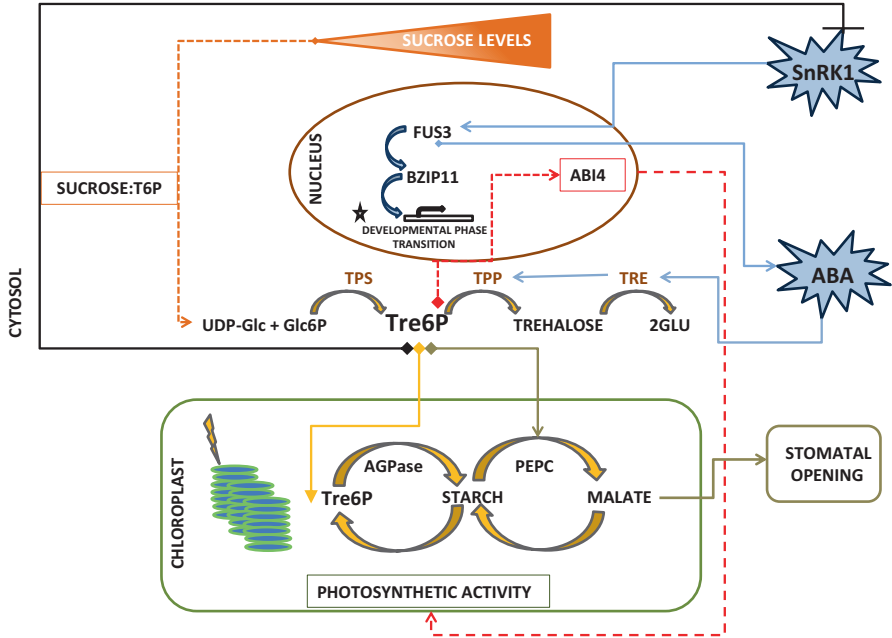 SUCROSE LEVELS
SnRK1
NUCLEUS
FUS3
SUCROSE:T6P
BZIP11
ABI4
DEVELOPMENTAL PHASE
TRANSITION
CYTOSOL
TPS
TPP
TRE
ABA
UDP-Glc + Glc6P
Tre6P
TREHALOSE
2GLU
CHLOROPLAST
AGPase
PEPC
STOMATAL
OPENING
Tre6P
STARCH
MALATE
PHOTOSYNTHETIC ACTIVITY